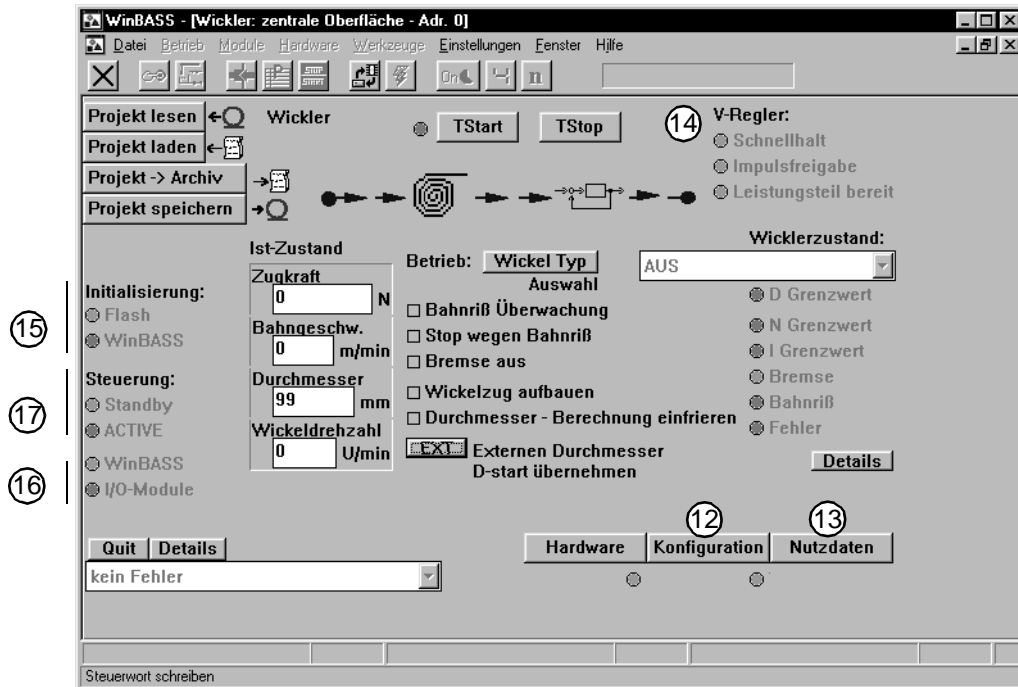 WinBASS - [Wickler: zentrale Oberfläche - Adr. 0]
Datei Betrieb Module Hardware Werkzeuge Einstellungen Fenster Hilfe
STOP
START
On
n
Projekt lesen
Wickler
TStart
TStop
14
V-Regler:
Schnellhalt
Projekt laden
Impulsfreigabe
Projekt -> Archiv
Leistungsteil bereit
Projekt speichern
Wicklerzustand:
Ist-Zustand
Betrieb:
Wickel Typ
AUS
Auswahl
Zugkraft
0 N
Initialisierung:
15
Flash
WinBASS
Bahngeschw.
0 m/min
Bahnriß Überwachung
Stop wegen Bahnriß
Bremse aus
D Grenzwert
N Grenzwert
I Grenzwert
Steuerung:
17
Standby
ACTIVE
Durchmesser
99 mm
Wickelzug aufbauen
Durchmesser - Berechnung einfrieren
Bremse
Bahnriß
Fehler
Wickeldrehzahl
0 U/min
EXT
Externen Durchmesser
D-start übernehmen
Details
16
WinBASS
I/O-Module
12
13
Quit
Details
Hardware
Konfiguration
Nutzdaten
kein Fehler
Steuerwort schreiben